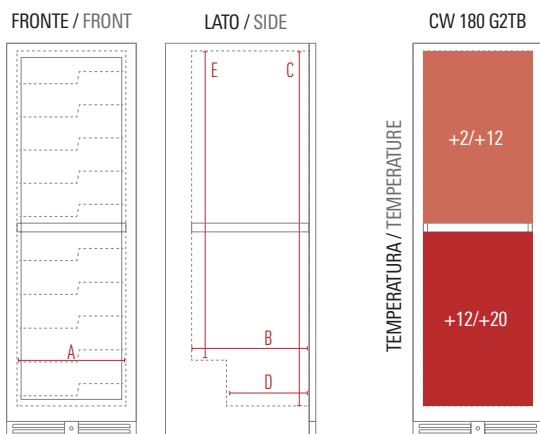 FRONTE / FRONT
LATO / SIDE
CW 180 G2TB
E
C
A
B
D
TEMPERATURA / TEMPERATURE
+2/+12
+12/+20